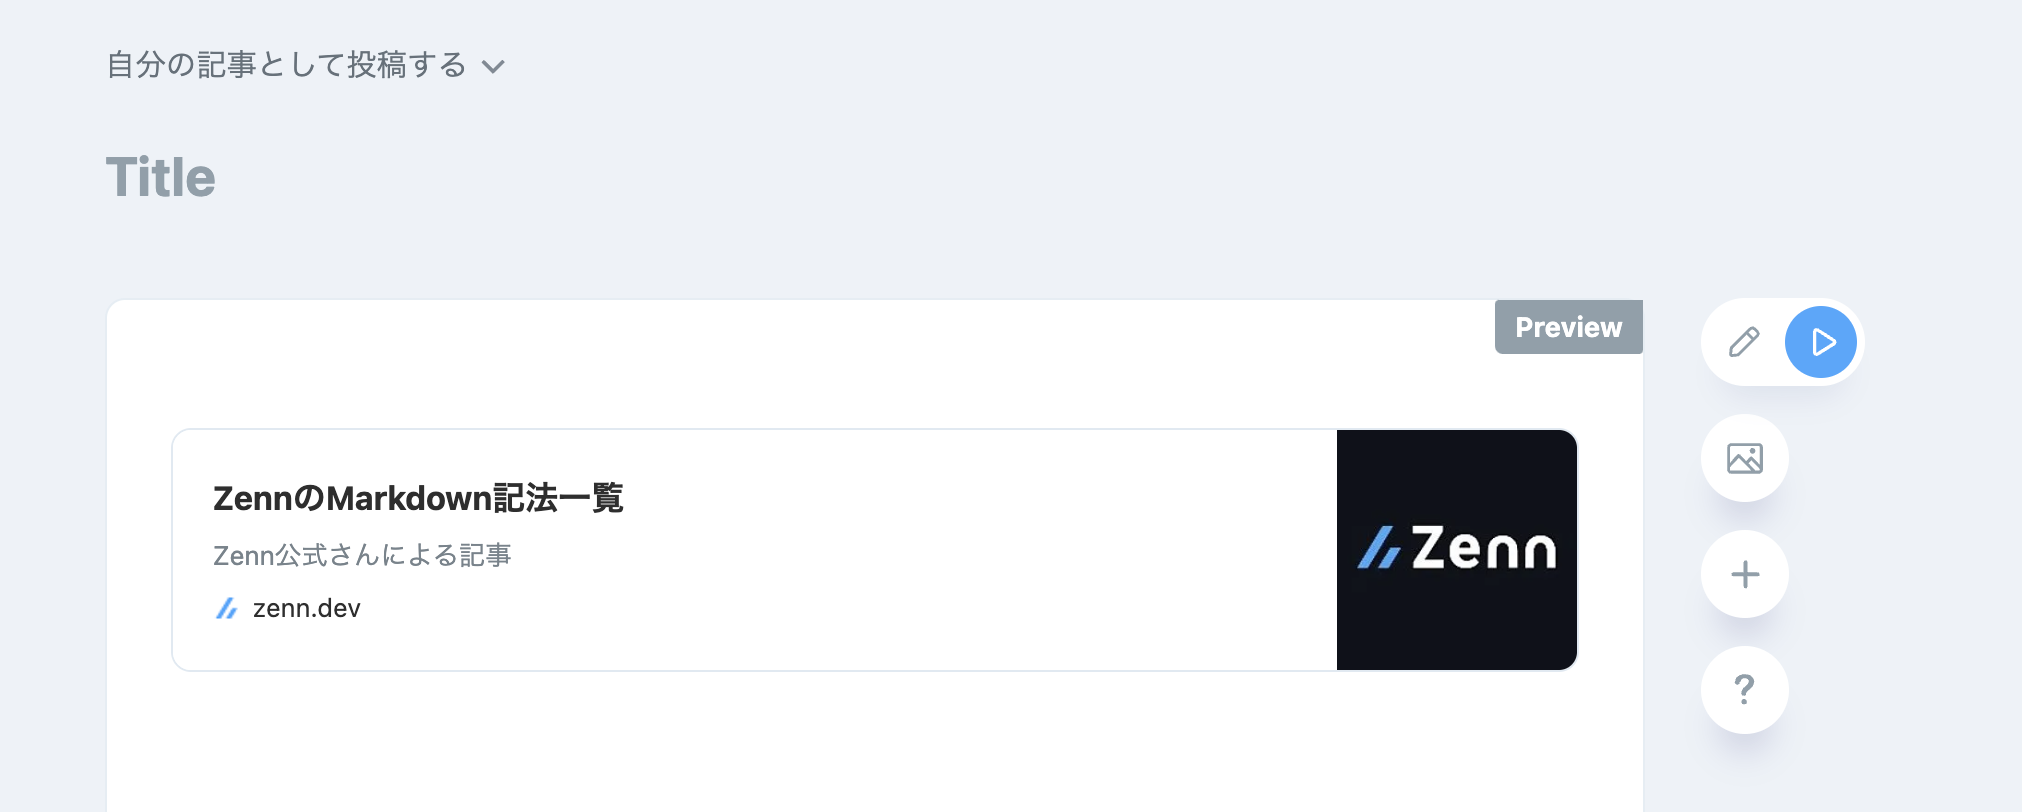 自分の記事として投稿する
Title
Preview
ZennのMarkdown記法一覧
Zenn公式さんによる記事
zenn.dev
Zenn
?